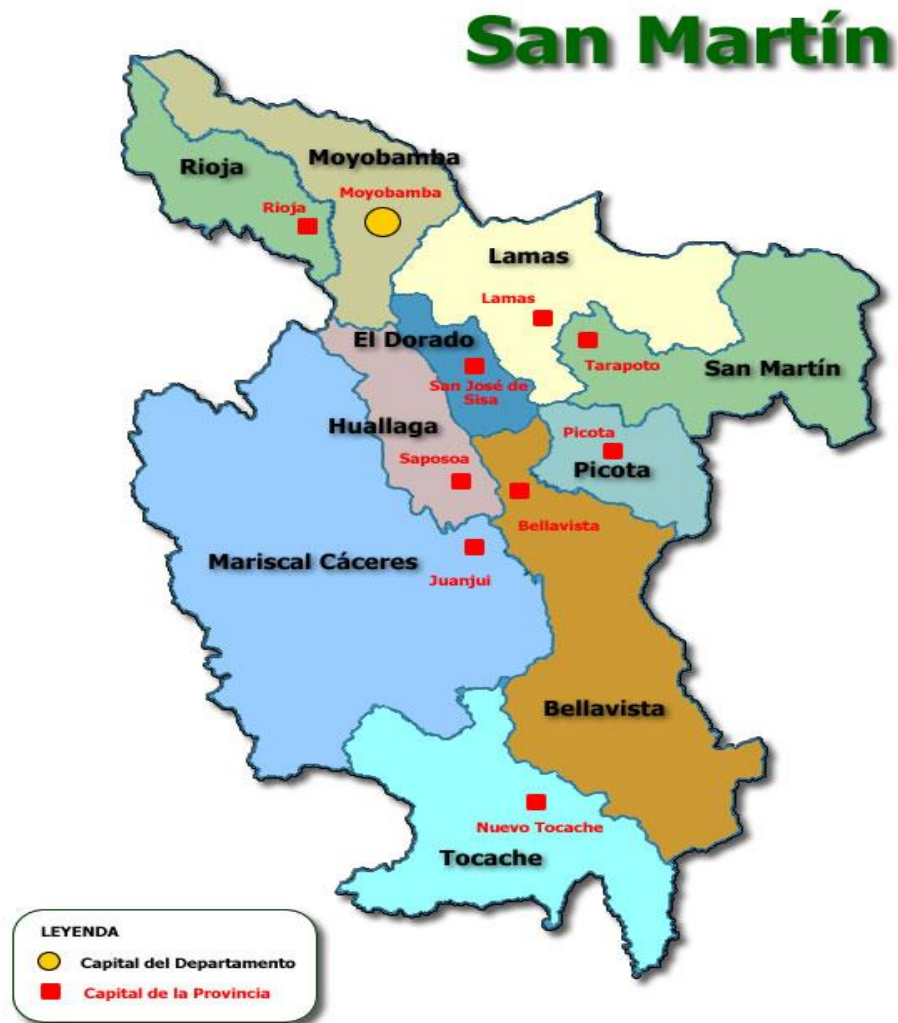 San Martín
Moyobamba
Rioja
Moyobamba
Rioja
Lamas
Lamas
El Dorado
San José de
Sisa
Tarapoto
San Martín
Huallaga
Picota
Saposoa
Picota
Bellavista
Mariscal Cáceres
Juanjui
Bellavista
Nuevo Tocache
Tocache
LEYENDA
Capital del Departamento
Capital de la Provincia